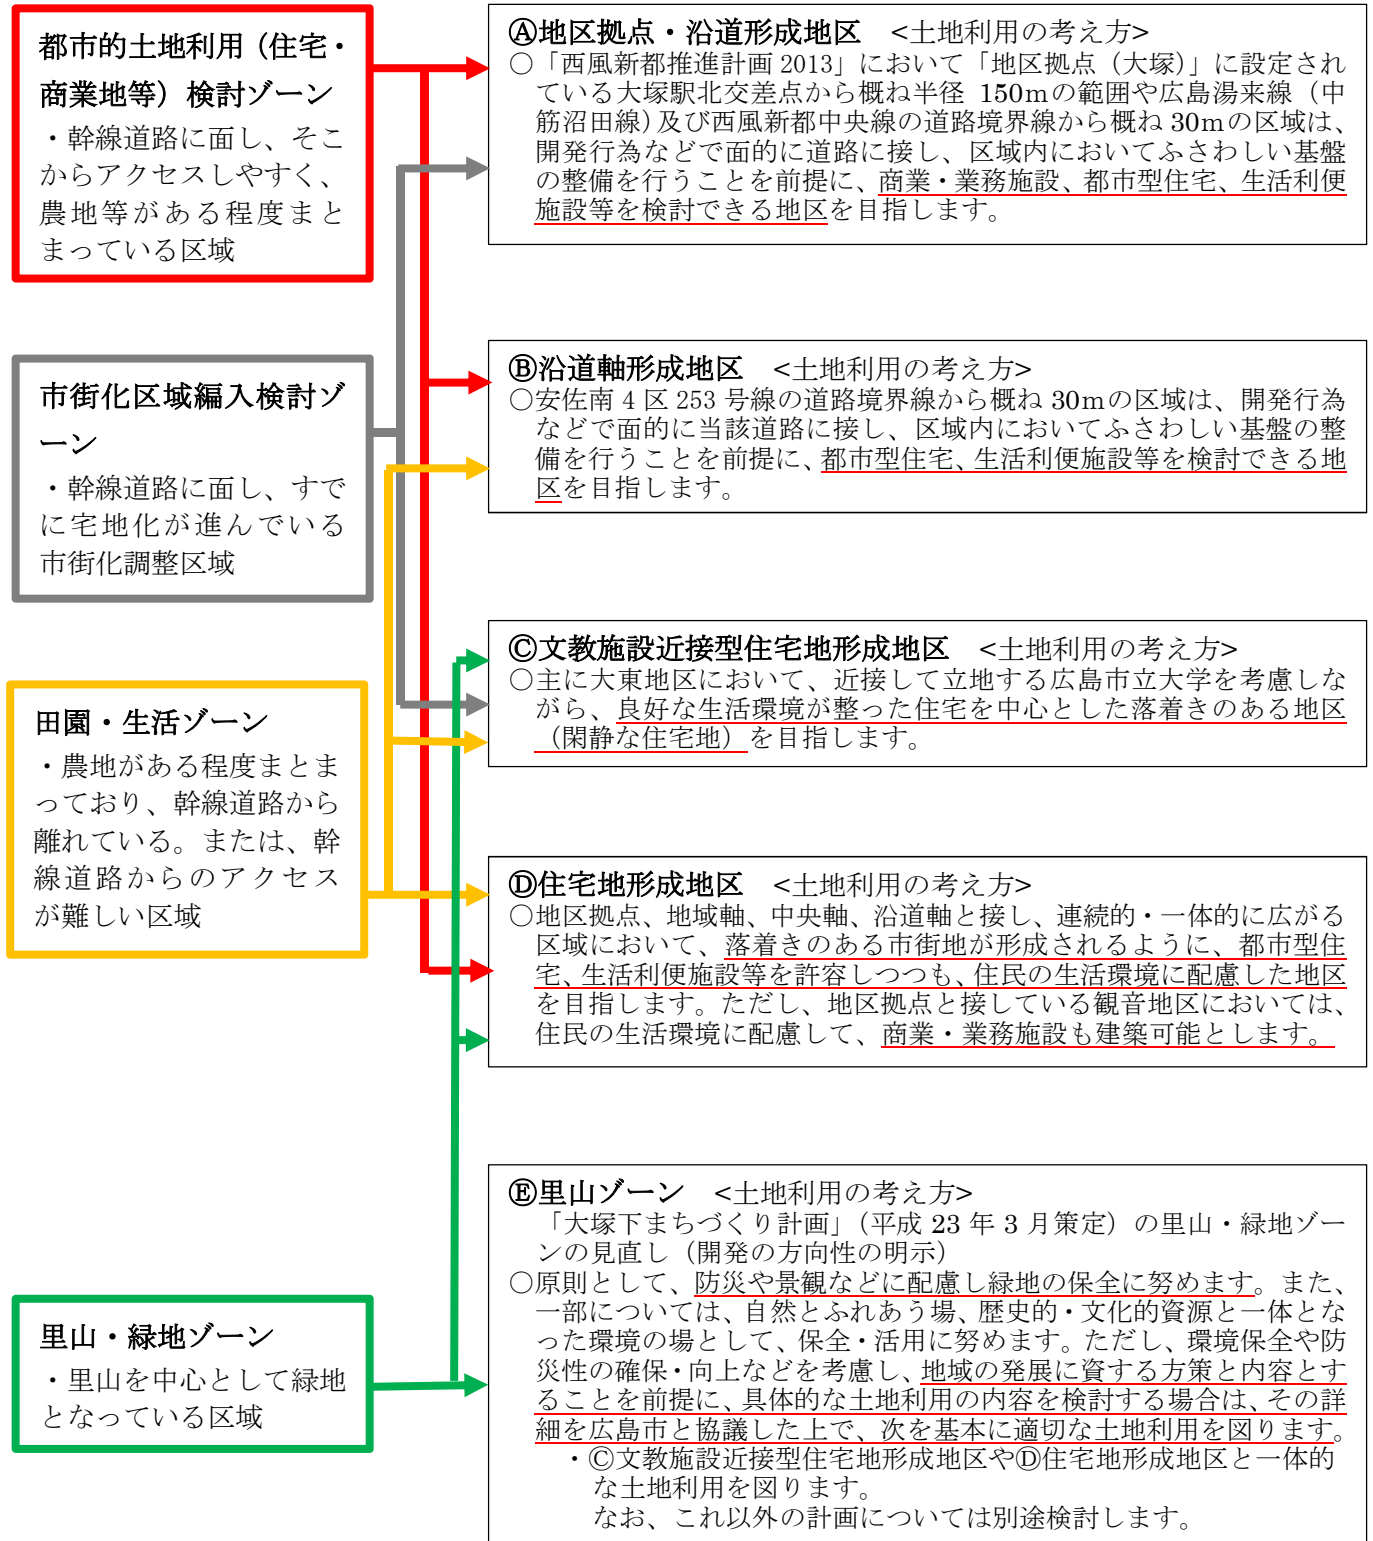 都市的土地利用（住宅・
商業地等）検討ゾーン
・幹線道路に面し、そこ
からアクセスしやすく、
農地等がある程度まと
まっている区域
市街化区域編入検討ゾ
ーン
・幹線道路に面し、すで
に宅地化が進んでいる
市街化調整区域
田園・生活ゾーン
・農地がある程度まとま
っており、幹線道路から
離れている。または、幹
線道路からのアクセス
が難しい区域
里山・緑地ゾーン
・里山を中心として緑地
となっている区域
Ⓐ地区拠点・沿道形成地区　<土地利用の考え方>
○「西風新都推進計画 2013」において「地区拠点（大塚）」に設定され
ている大塚駅北交差点から概ね半径 150mの範囲や広島湯来線（中
筋沼田線）及び西風新都中央線の道路境界線から概ね 30mの区域は、
開発行為などで面的に道路に接し、区域内においてふさわしい基盤
の整備を行うことを前提に、商業・業務施設、都市型住宅、生活利便
施設等を検討できる地区を目指します。
Ⓑ沿道軸形成地区　<土地利用の考え方>
○安佐南 4 区 253 号線の道路境界線から概ね 30mの区域は、開発行為
などで面的に当該道路に接し、区域内においてふさわしい基盤の整
備を行うことを前提に、都市型住宅、生活利便施設等を検討できる地
区を目指します。
Ⓒ文教施設近接型住宅地形成地区　<土地利用の考え方>
○主に大東地区において、近接して立地する広島市立大学を考慮しな
がら、良好な生活環境が整った住宅を中心とした落着きのある地区
（閑静な住宅地）を目指します。
Ⓓ住宅地形成地区　<土地利用の考え方>
○地区拠点、地域軸、中央軸、沿道軸と接し、連続的・一体的に広がる
区域において、落着きのある市街地が形成されるように、都市型住
宅、生活利便施設等を許容しつつも、住民の生活環境に配慮した地区
を目指します。ただし、地区拠点と接している観音地区においては、
住民の生活環境に配慮して、商業・業務施設も建築可能とします。
Ⓔ里山ゾーン　<土地利用の考え方>
「大塚下まちづくり計画」（平成 23 年 3 月策定）の里山・緑地ゾー
ンの見直し（開発の方向性の明示）
○原則として、防災や景観などに配慮し緑地の保全に努めます。また、
一部については、自然とふれあう場、歴史的・文化的資源と一体とな
った環境の場として、保全・活用に努めます。ただし、環境保全や防
災性の確保・向上などを考慮し、地域の発展に資する方策と内容とす
ることを前提に、具体的な土地利用の内容を検討する場合は、その詳
細を広島市と協議した上で、次を基本に適切な土地利用を図ります。
・Ⓒ文教施設近接型住宅地形成地区やⒹ住宅地形成地区と一体的
な土地利用を図ります。
なお、これ以外の計画については別途検討します。